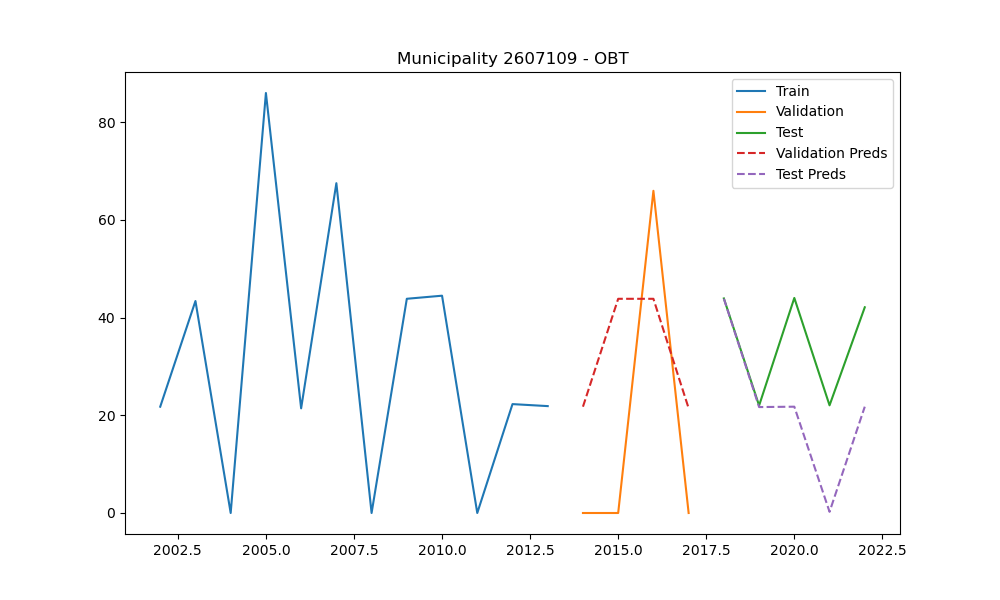 Municipality 2607109 - OBT
Train
Validation
Test
Validation Preds
Test Preds
80
60
40
20
0
2002.5 2005.0 2007.5 2010.0 2012.5 2015.0 2017.5 2020.0 2022.5